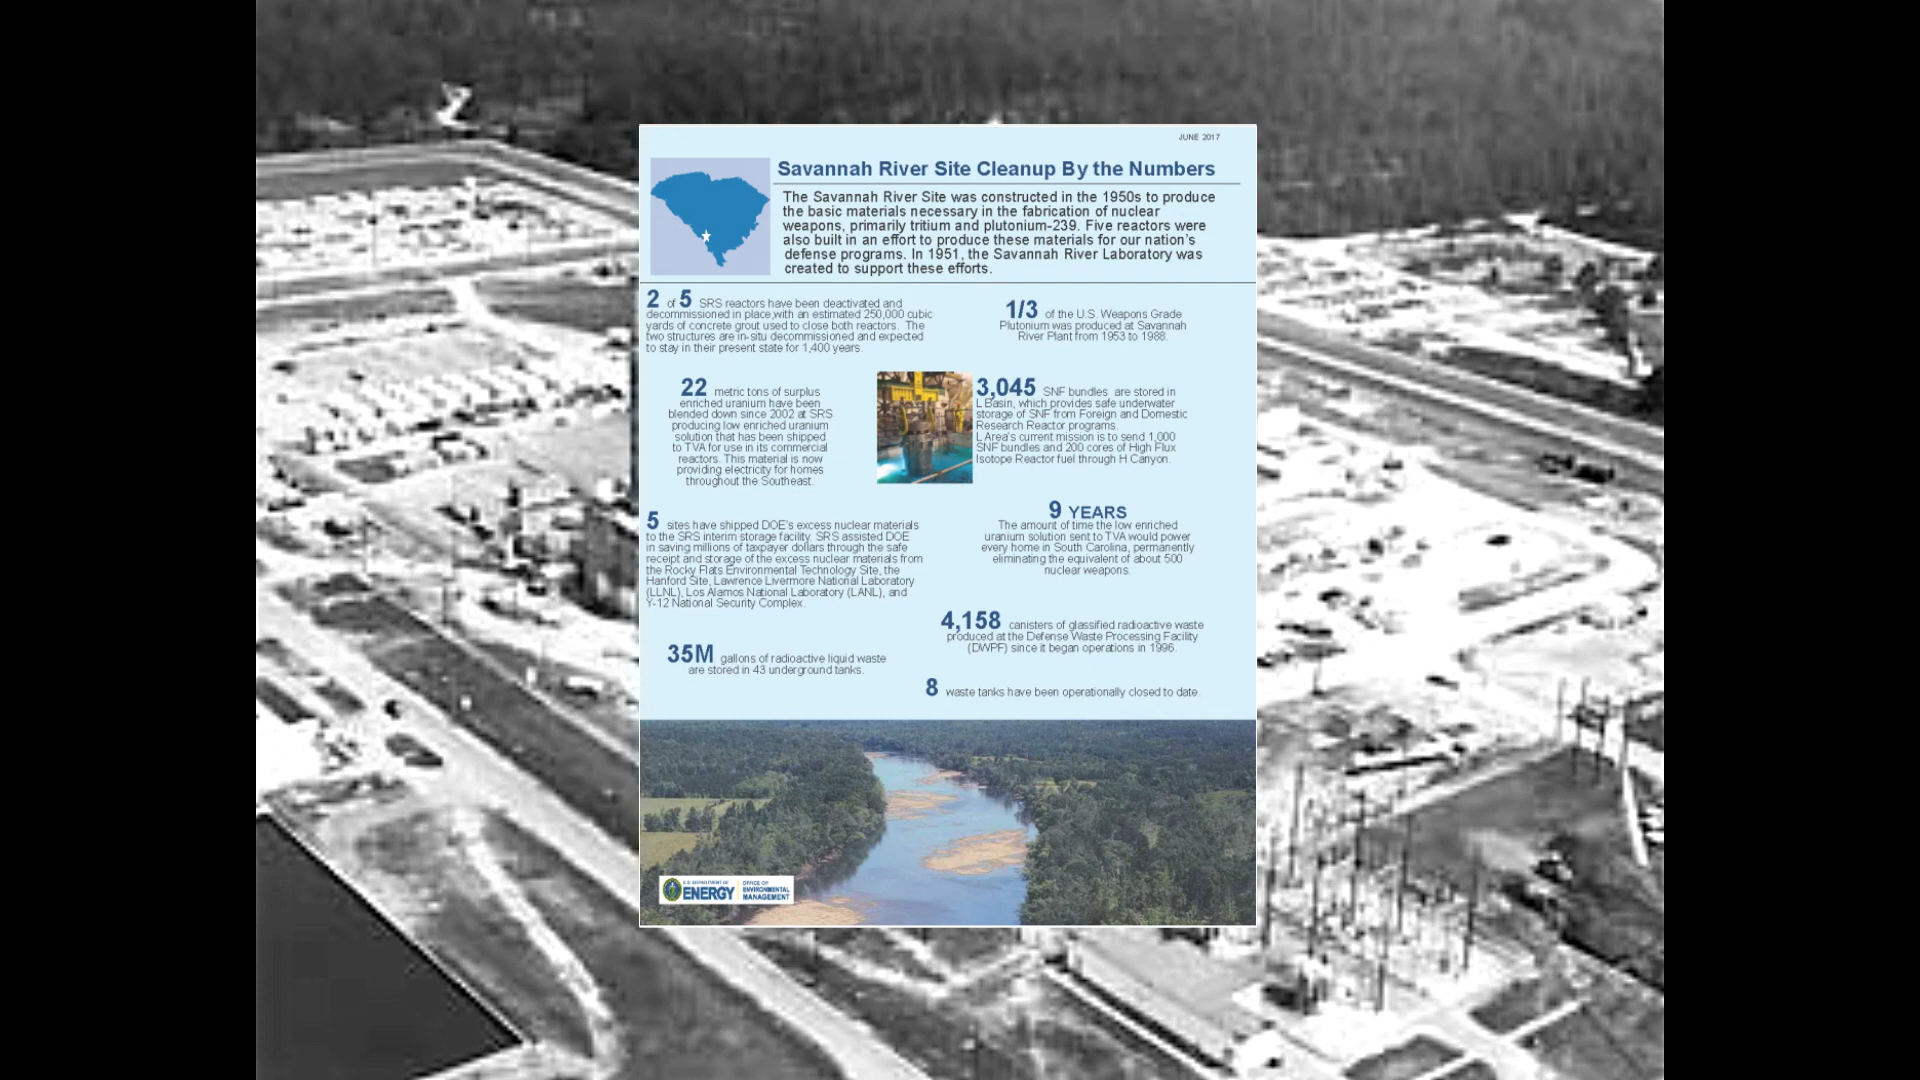 JUNE 2017
Savannah River Site Cleanup By the Numbers
The Savannah River Site was constructed in the 1950s to produce
the basic materials necessary in the fabrication of nuclear
weapons, primarily tritium and plutonium-239. Five reactors were
also built in an effort to produce these materials for our nation's
defense programs. In 1951, the Savannah River Laboratory was
created to support these efforts.
2 of 5 SRS reactors have been deactivated and
decommissioned in place,with an estimated 250,000 cubic
yards of concrete grout used to close both reactors. The
two structures are in-situ decommissioned and expected
to stay in their present state for 1,400 years.
1/3 of the U.S. Weapons Grade
Plutonium was produced at Savannah
River Plant from 1953 to 1988.
22 metric tons of surplus
enriched uranium have been
blended down since 2002 at SRS
producing low enriched uranium
solution that has been shipped
to TVA for use in its commercial
reactors. This material is now
providing electricity for homes
throughout the Southeast.
3,045 SNF bundles are stored in
L Basin, which provides safe underwater
storage of SNF from Foreign and Domestic
Research Reactor programs.
L Area's current mission is to send 1,000
SNF bundles and 200 cores of High Flux
Isotope Reactor fuel through H Canyon.
5 sites have shipped DOE's excess nuclear materials
to the SRS interim storage facility. SRS assisted DOE
in saving millions of taxpayer dollars through the safe
receipt and storage of the excess nuclear materials from
the Rocky Flats Environmental Technology Site, the
Hanford Site, Lawrence Livermore National Laboratory
(LLNL), Los Alamos National Laboratory (LANL), and
Y-12 National Security Complex.
9 YEARS
The amount of time the low enriched
uranium solution sent to TVA would power
every home in South Carolina, permanently
eliminating the equivalent of about 500
nuclear weapons.
4,158 canisters of glassified radioactive waste
produced at the Defense Waste Processing Facility
(DWPF) since it began operations in 1996.
35M gallons of radioactive liquid waste
are stored in 43 underground tanks.
8 waste tanks have been operationally closed to date.
U.S. DEPARTMENT OF
ENERGY
OFFICE OF
ENVIRONMENTAL
MANAGEMENT